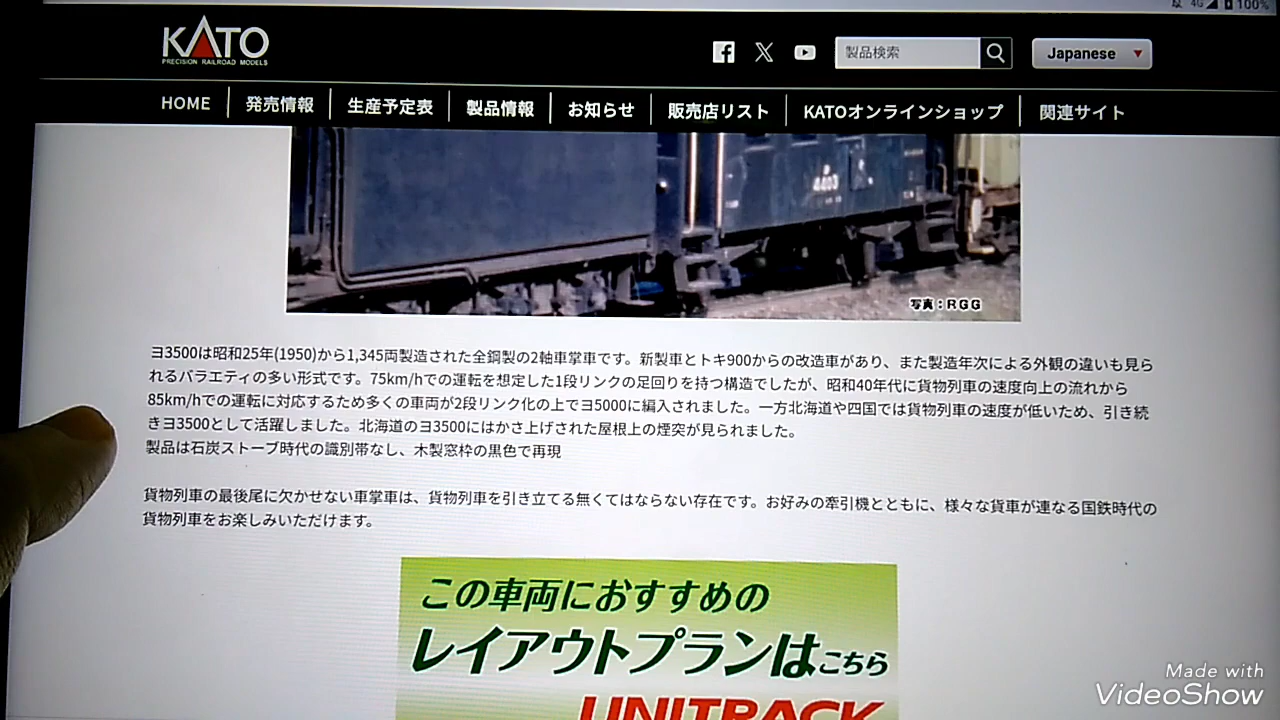 4G 100%
KATO
PRECISION RAILROAD MODELS
製品検索
Japanese
HOME 発売情報 生産予定表 製品情報 お知らせ 販売店リスト KATOオンラインショップ 関連サイト
4403
写真:RGG
ヨ3500は昭和25年(1950)から1,345両製造された全鋼製の2軸車掌車です。新製車とトキ900からの改造車があり、また製造年次による外観の違いも見ら
れるバラエティの多い形式です。75km/hでの運転を想定した1段リンクの足回りを持つ構造でしたが、昭和40年代に貨物列車の速度向上の流れから
85km/hでの運転に対応するため多くの車両が2段リンク化の上でヨ5000に編入されました。一方北海道や四国では貨物列車の速度が低いため、引き続
きヨ3500として活躍しました。北海道のヨ3500にはかさ上げされた屋根上の煙突が見られました。
製品は石炭ストーブ時代の識別帯なし、木製窓枠の黒色で再現
貨物列車の最後尾に欠かせない車掌車は、貨物列車を引き立てる無くてはならない存在です。お好みの牽引機とともに、様々な貨車が連なる国鉄時代の
貨物列車をお楽しみいただけます。
この車両におすすめの
レイアウトプランはこちら
UNITRACK
Made with
VideoShow